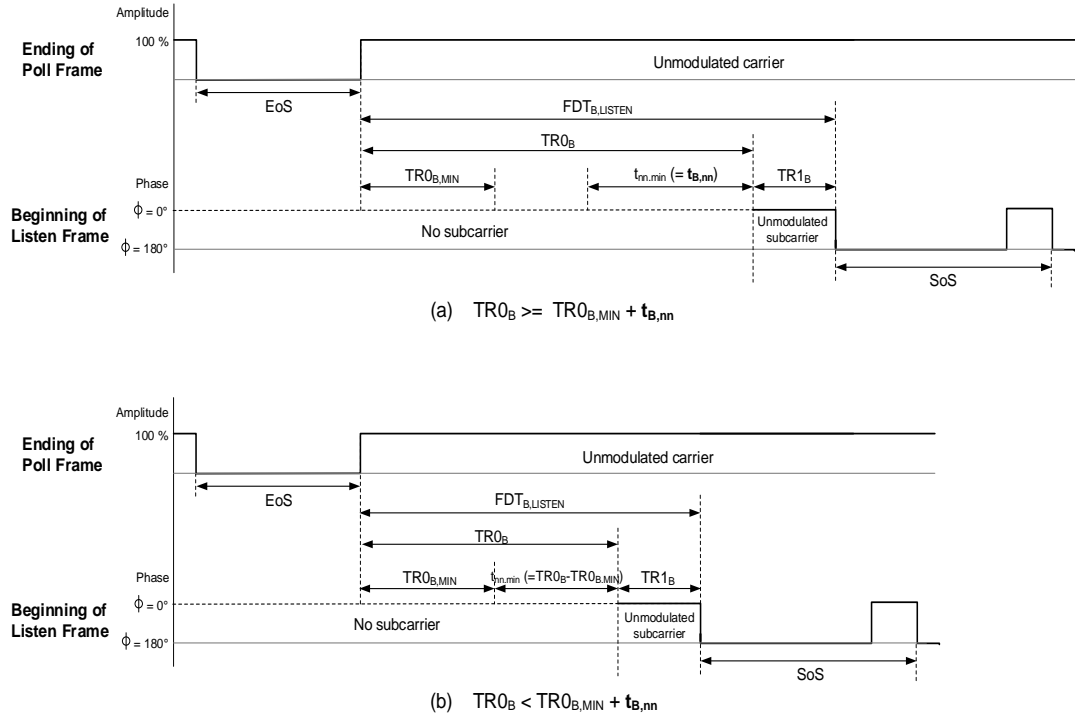 Amplitude
Ending of
Poll Frame
100 %
Unmodulated carrier
EoS
FDTB,LISTEN
TR0B
TR0B,MIN
tnn.min (= tB,nn)
TR1B
Phase
Beginning of
Listen Frame
ϕ = 0°
No subcarrier
Unmodulated
subcarrier
ϕ = 180°
SoS
(a) TR0B >= TR0B,MIN + tB,nn
Amplitude
Ending of
Poll Frame
100 %
Unmodulated carrier
EoS
FDTB,LISTEN
TR0B
TR0B,MIN
tnn.min (=TR0B-TR0B.MIN)
TR1B
Phase
Beginning of
Listen Frame
ϕ = 0°
No subcarrier
Unmodulated
subcarrier
ϕ = 180°
SoS
(b) TR0B < TR0B,MIN + tB,nn